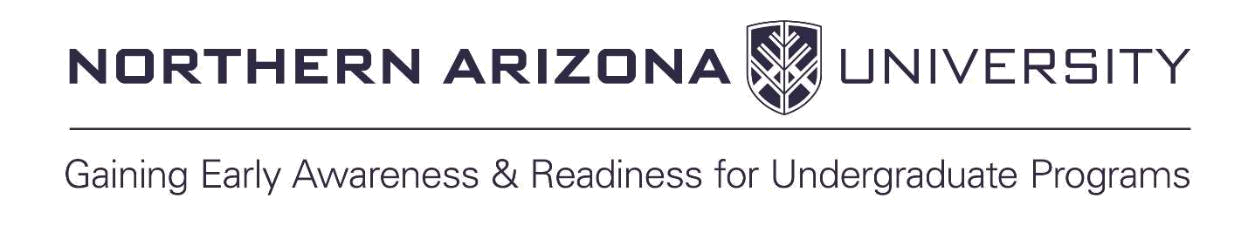 NORTHERN ARIZONA UNIVERSITY
Gaining Early Awareness & Readiness for Undergraduate Programs